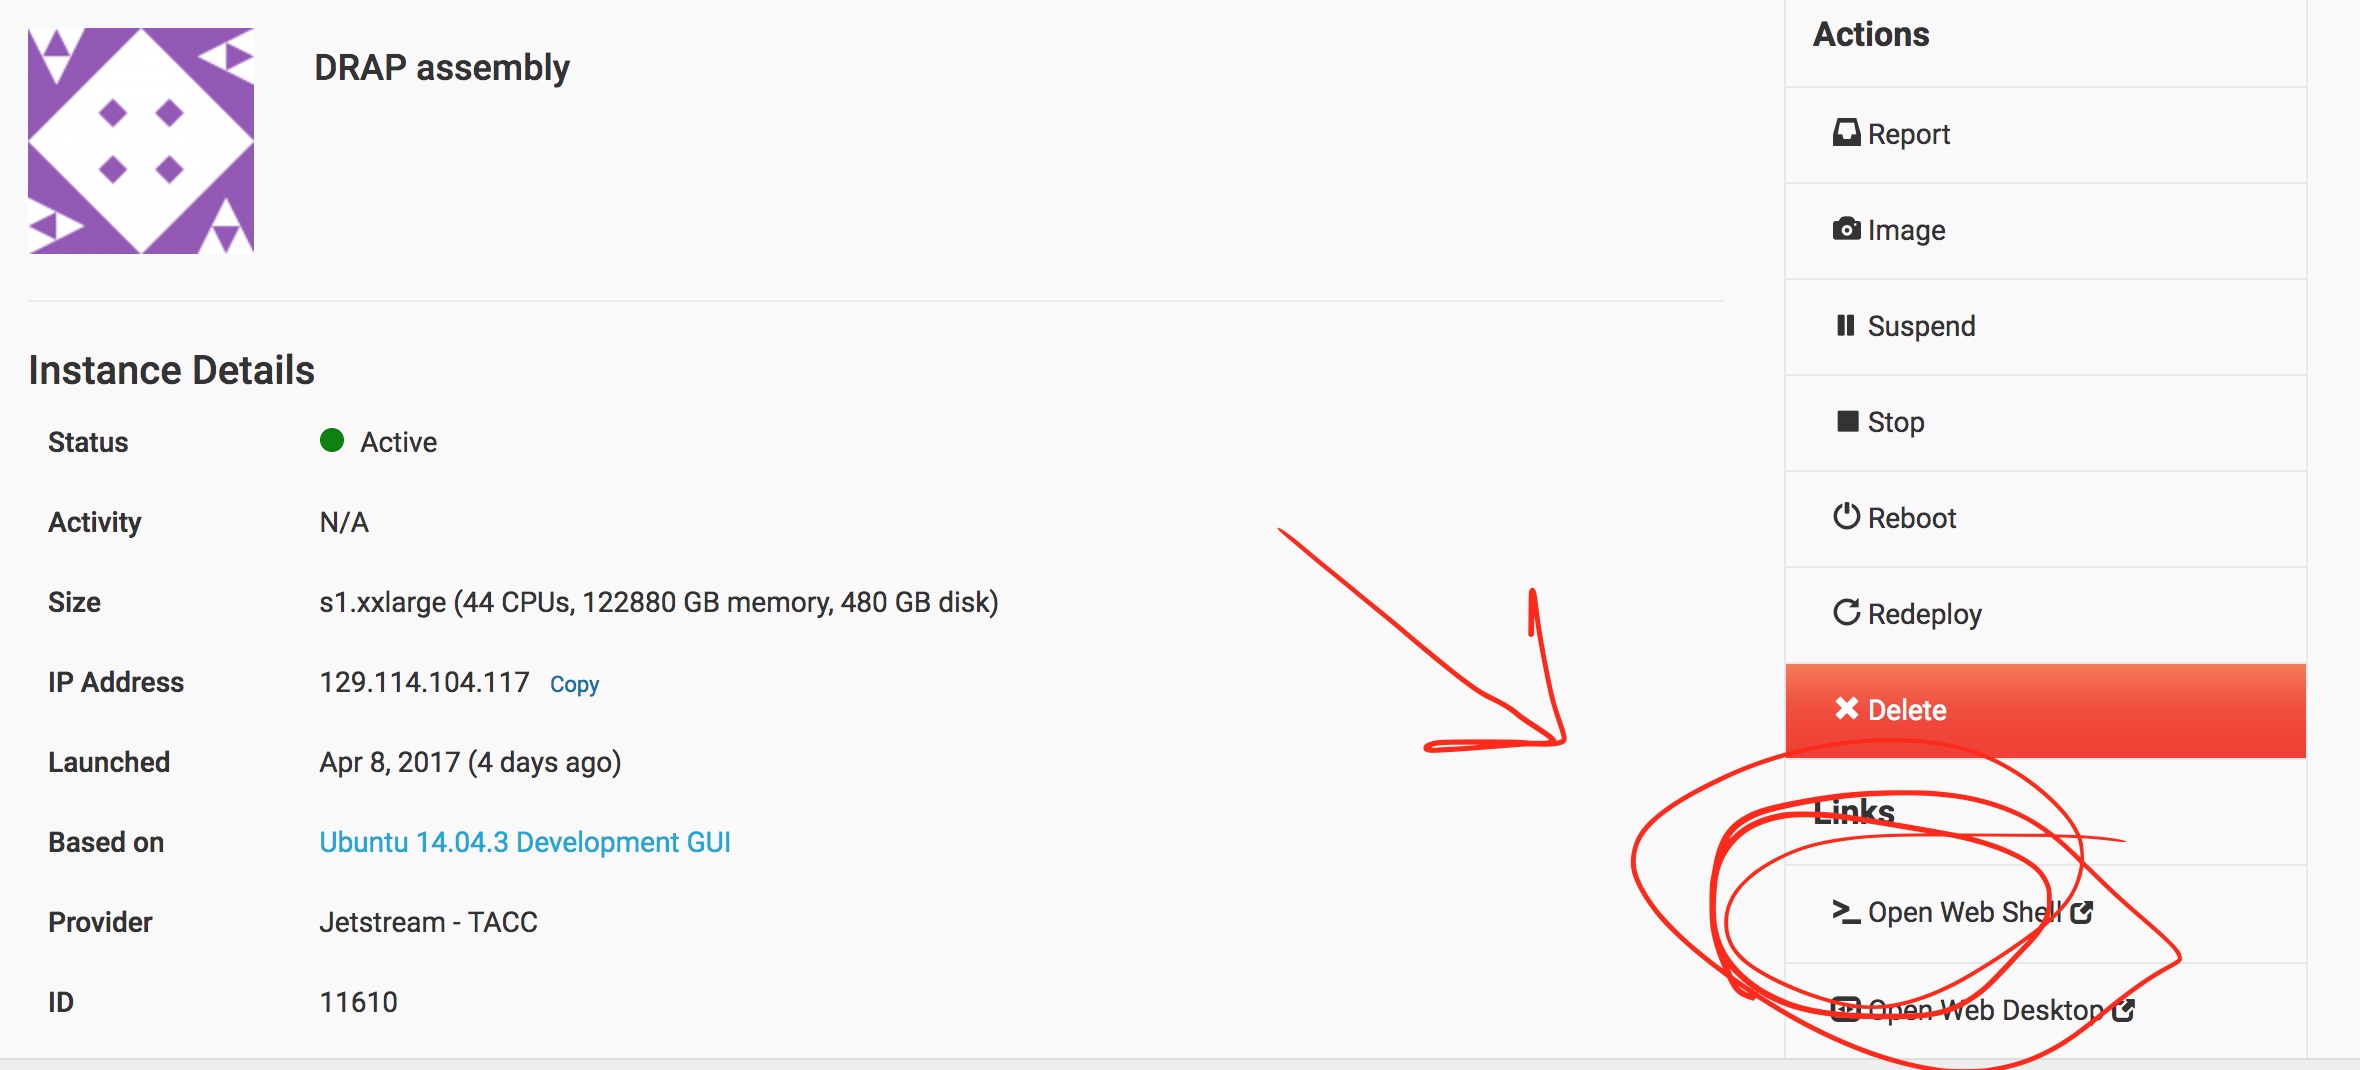 DRAP assembly
Instance Details
Status Active
Activity N/A
Size s1.xxlarge (44 CPUs, 122880 GB memory, 480 GB disk)
IP Address 129.114.104.117 Copy
Launched Apr 8, 2017 (4 days ago)
Based on Ubuntu 14.04.3 Development GUI
Provider Jetstream - TACC
ID 11610
Actions
Report
Image
Suspend
Stop
Reboot
Redeploy
Delete
Links
Open Web Shell
Open Web Desktop